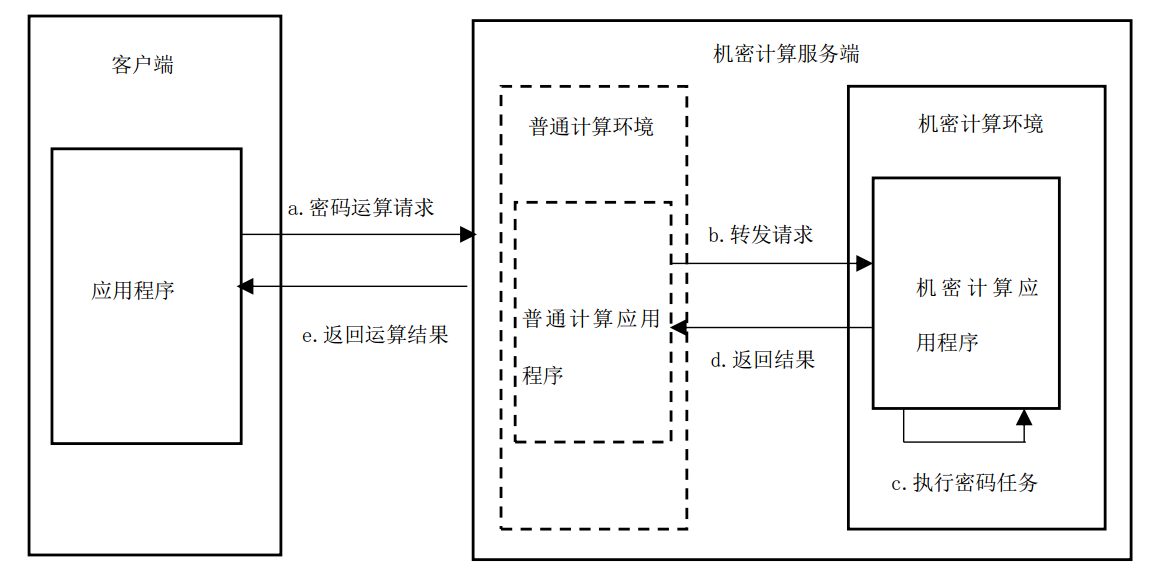 客户端
机密计算服务端
普通计算环境
机密计算环境
a.密码运算请求
b.转发请求
应用程序
机密计算应
用程序
普通计算应用
程序
e.返回运算结果
d.返回结果
c.执行密码任务